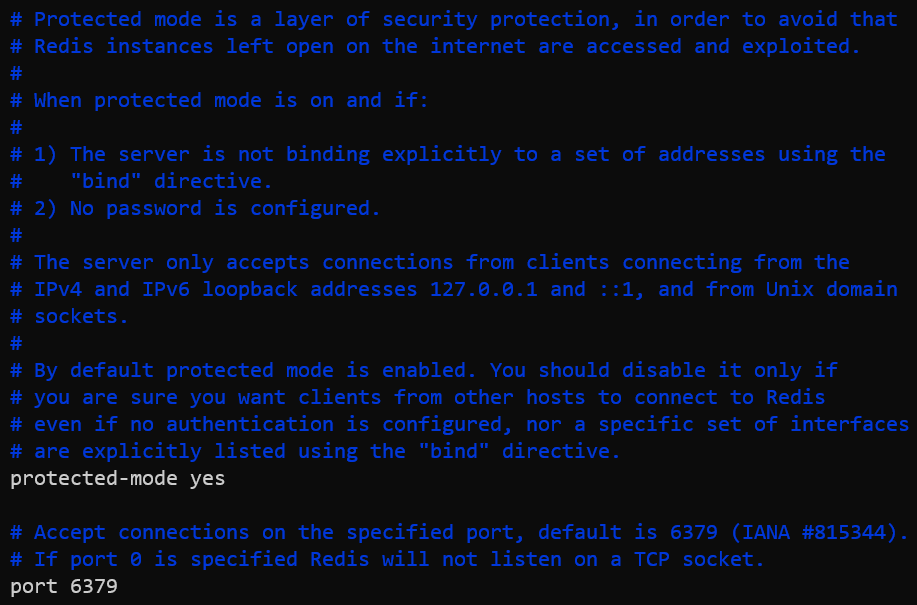 # Protected mode is a layer of security protection, in order to avoid that
# Redis instances left open on the internet are accessed and exploited.
#
# When protected mode is on and if:
#
# 1) The server is not binding explicitly to a set of addresses using the
#    "bind" directive.
# 2) No password is configured.
#
# The server only accepts connections from clients connecting from the
# IPv4 and IPv6 loopback addresses 127.0.0.1 and ::1, and from Unix domain
# sockets.
#
# By default protected mode is enabled. You should disable it only if
# you are sure you want clients from other hosts to connect to Redis
# even if no authentication is configured, nor a specific set of interfaces
# are explicitly listed using the "bind" directive.
protected-mode yes

# Accept connections on the specified port, default is 6379 (IANA #815344).
# If port 0 is specified Redis will not listen on a TCP socket.
port 6379